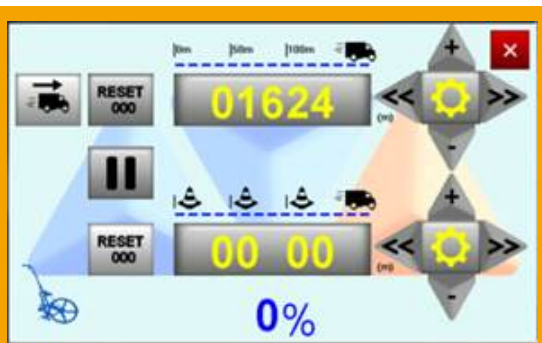 |0m |50m |100m
+
×
RESET
000
01624
<< >>
(m)
-
+
RESET
000
00 00
<< >>
(m)
-
0%